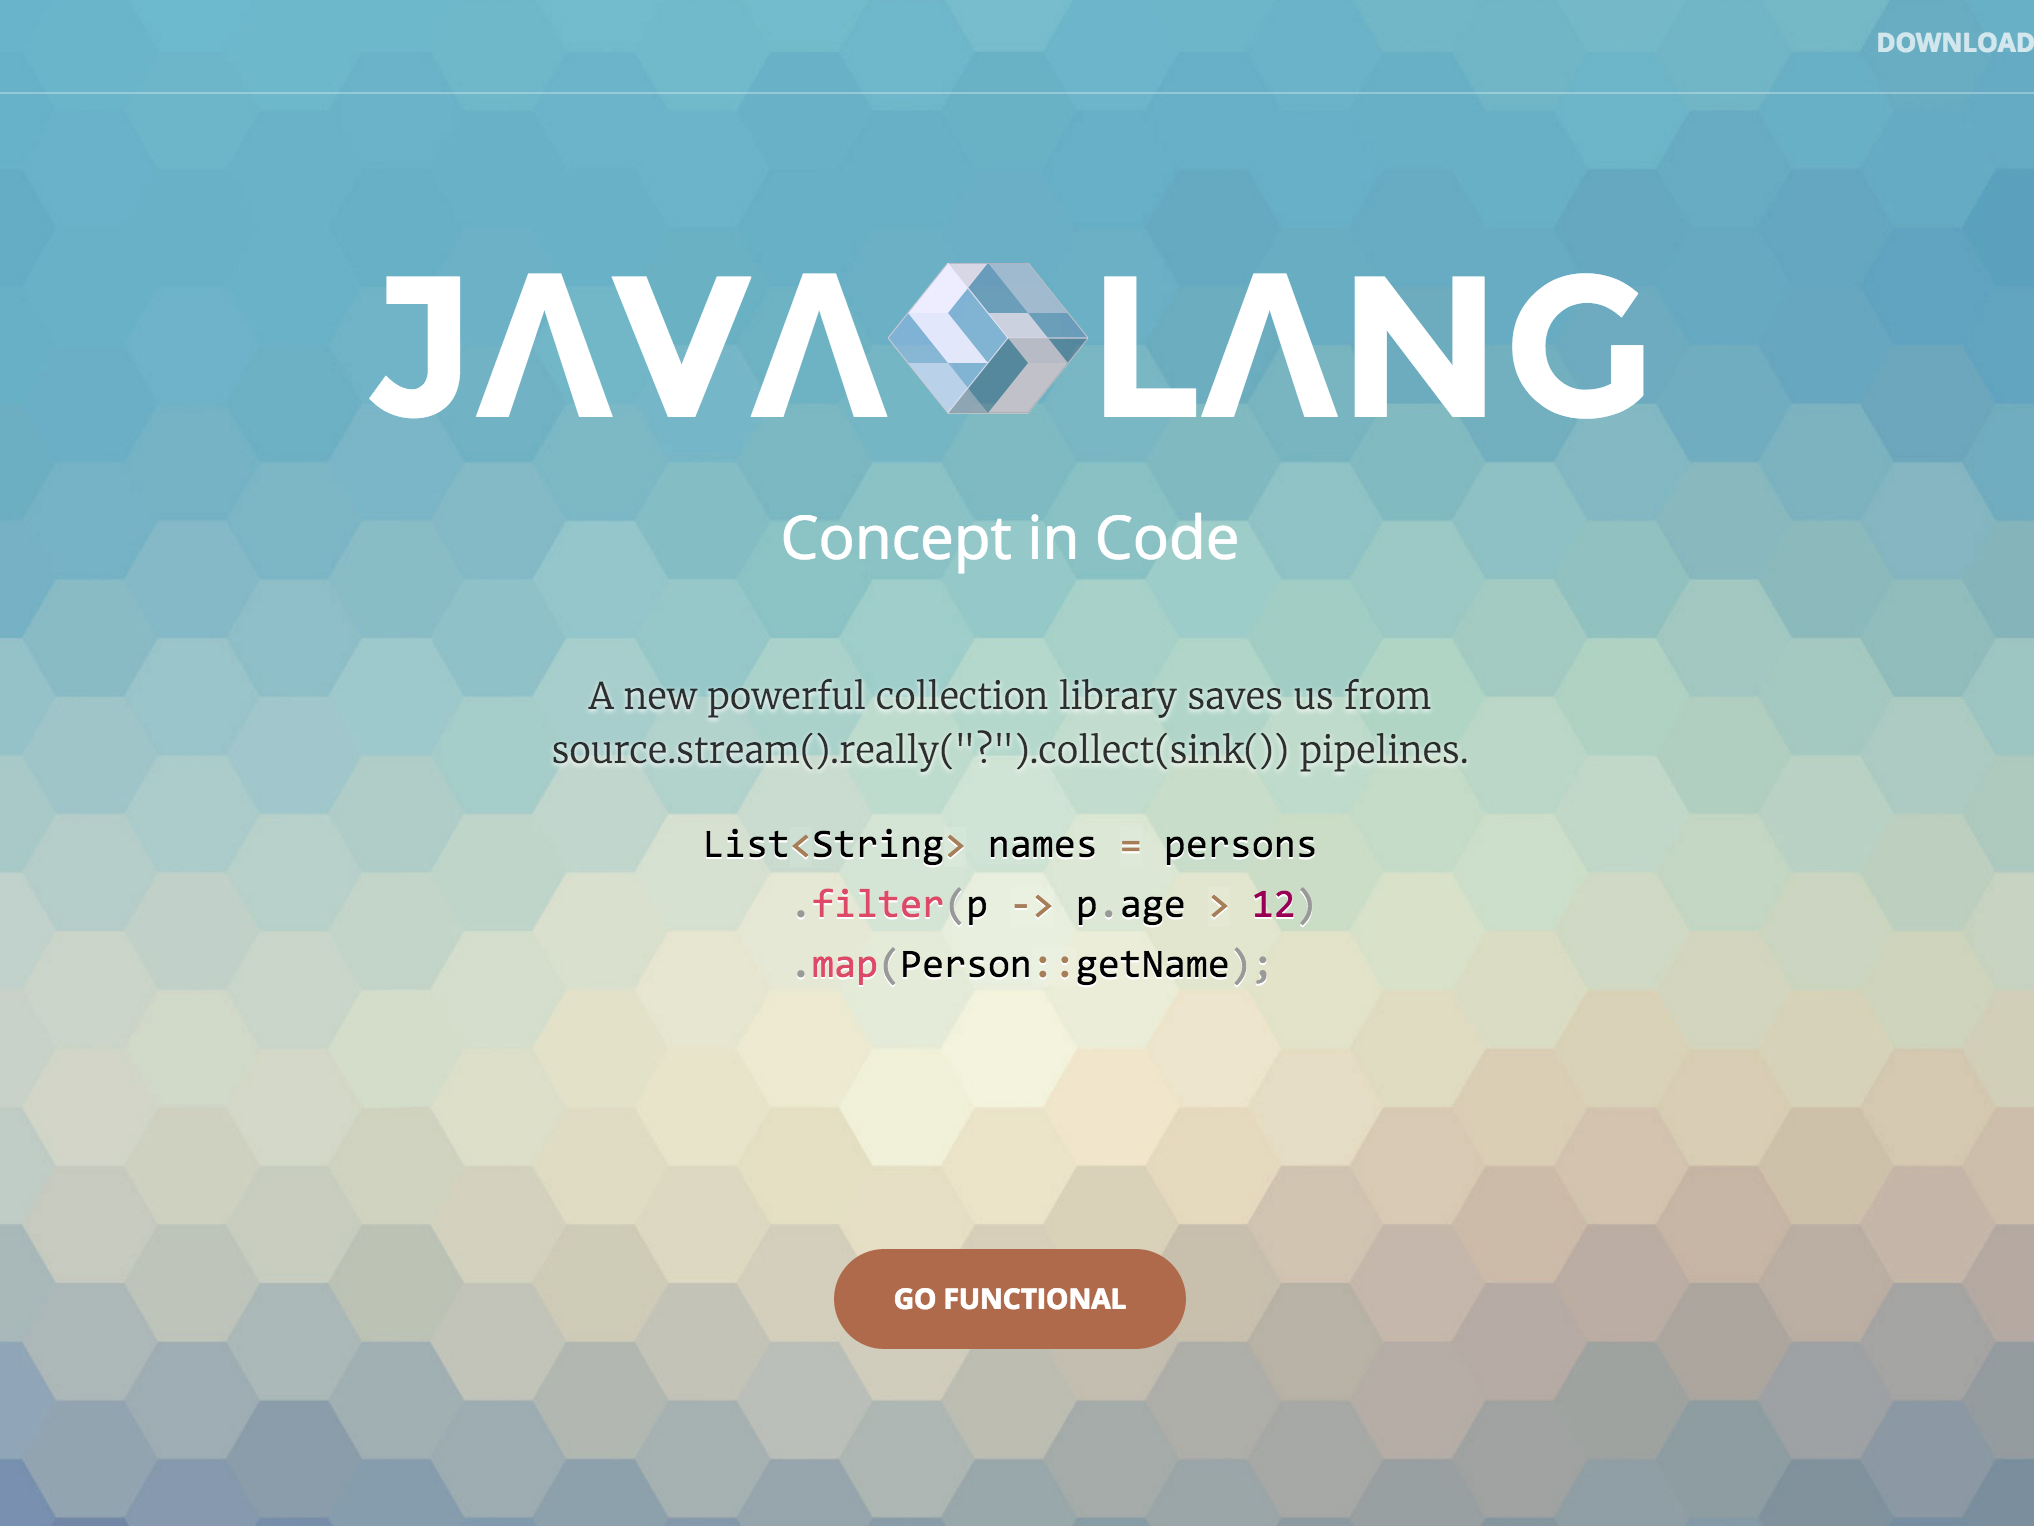 DOWNLOAD
JAVA LANG
Concept in Code
A new powerful collection library saves us from
source.stream().really("?").collect(sink()) pipelines.
List<String> names = persons
    .filter(p -> p.age > 12)
    .map(Person::getName);
GO FUNCTIONAL